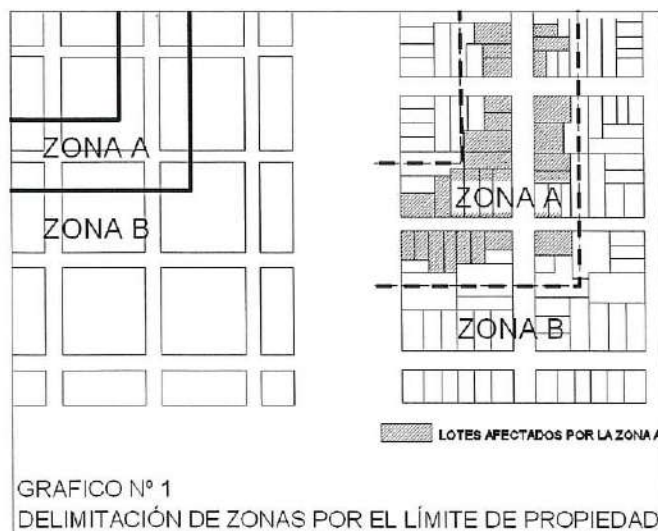 ZONA A
ZONA B
ZONA A
ZONA B
LOTES AFECTADOS POR LA ZONA A
GRAFICO Nº 1
DELIMITACIÓN DE ZONAS POR EL LÍMITE DE PROPIEDAD